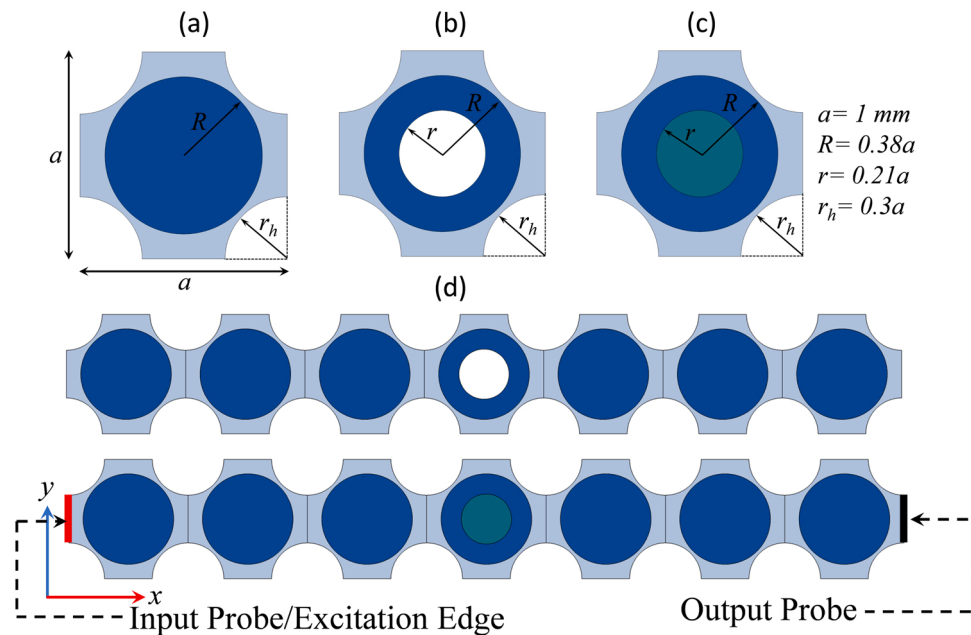 (a)
(b)
(c)
R
R
R
r
r
a
r_h
r_h
r_h
a
a= 1 mm
R= 0.38a
r= 0.21a
r_h= 0.3a
(d)
y
x
Input Probe/Excitation Edge
Output Probe